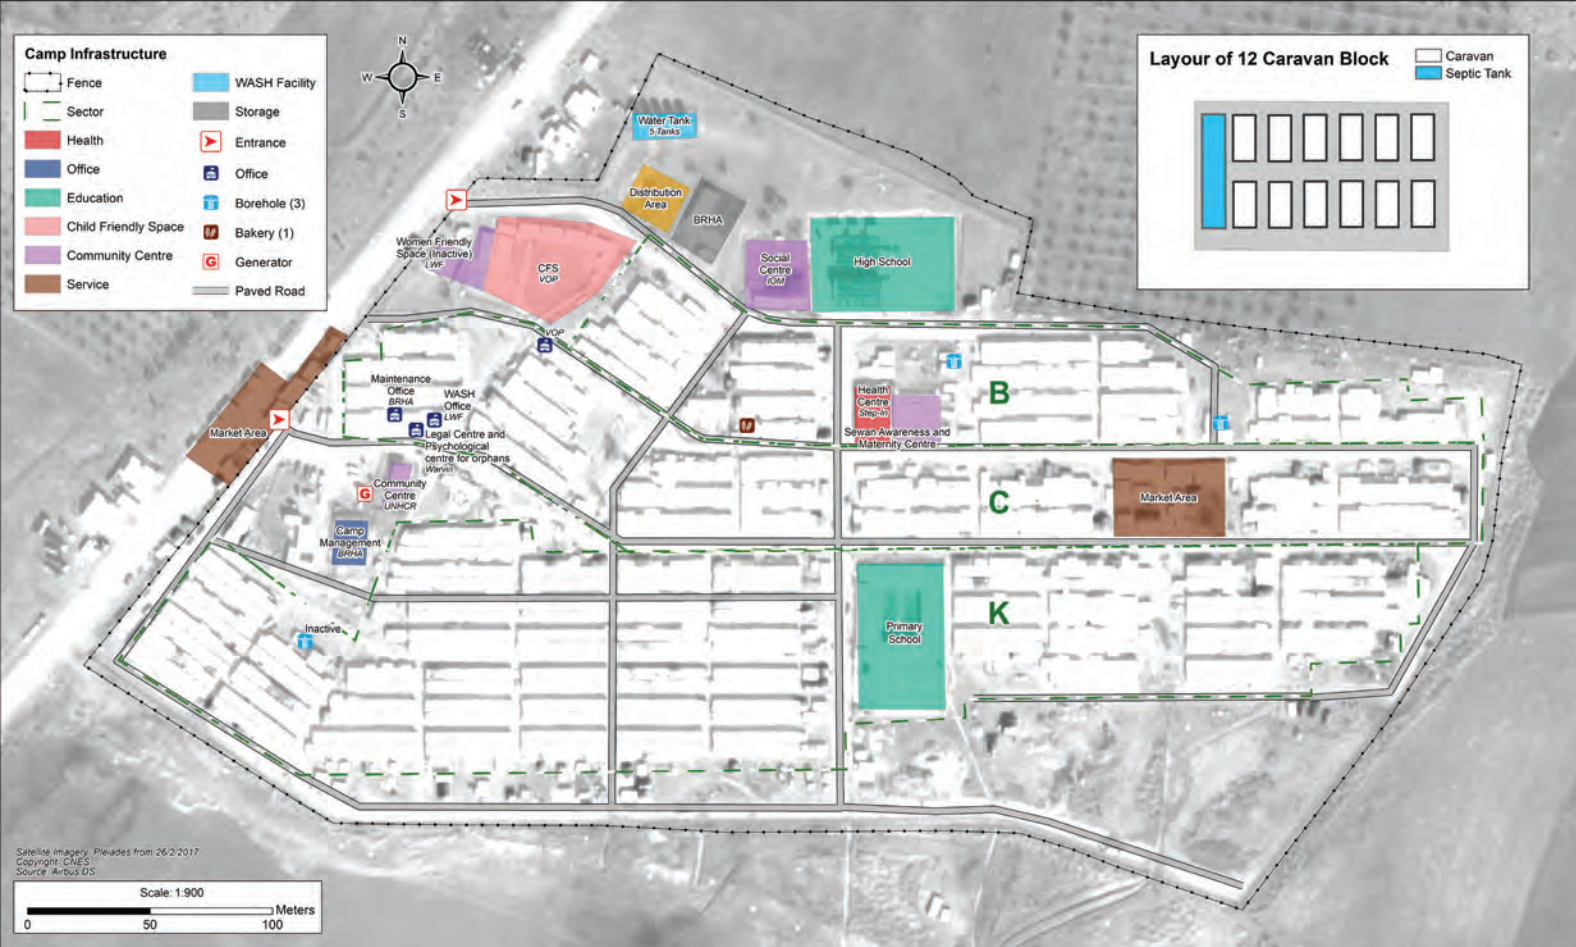 Camp Infrastructure
Fence
Sector
Health
Office
Education
Child Friendly Space
Community Centre
Service
WASH Facility
Storage
Entrance
Office
Borehole (3)
Bakery (1)
G Generator
Paved Road
N
W E
S
Layour of 12 Caravan Block
Caravan
Septic Tank
Water Tank
5 Tanks
Distribution
Area
BRHA
Women Friendly
Space (Inactive)
LWF
CFS
VOP
Social
Centre
IOM
High School
VOP
Maintenance
Office
BRHA
WASH
Office
LWF
Legal Centre and
Psychological
centre for orphans
Warvin
Market Area
Health
Centre
Step-In
Sewan Awareness and
Maternity Centre
B
Community
Centre
UNHCR
G
Camp
Management
BRHA
C
Market Area
Inactive
Primary
School
K
Satellite Imagery: Pleiades from 26/2/2017
Copyright: CNES
Source: Airbus DS
Scale: 1:900
Meters
0 50 100